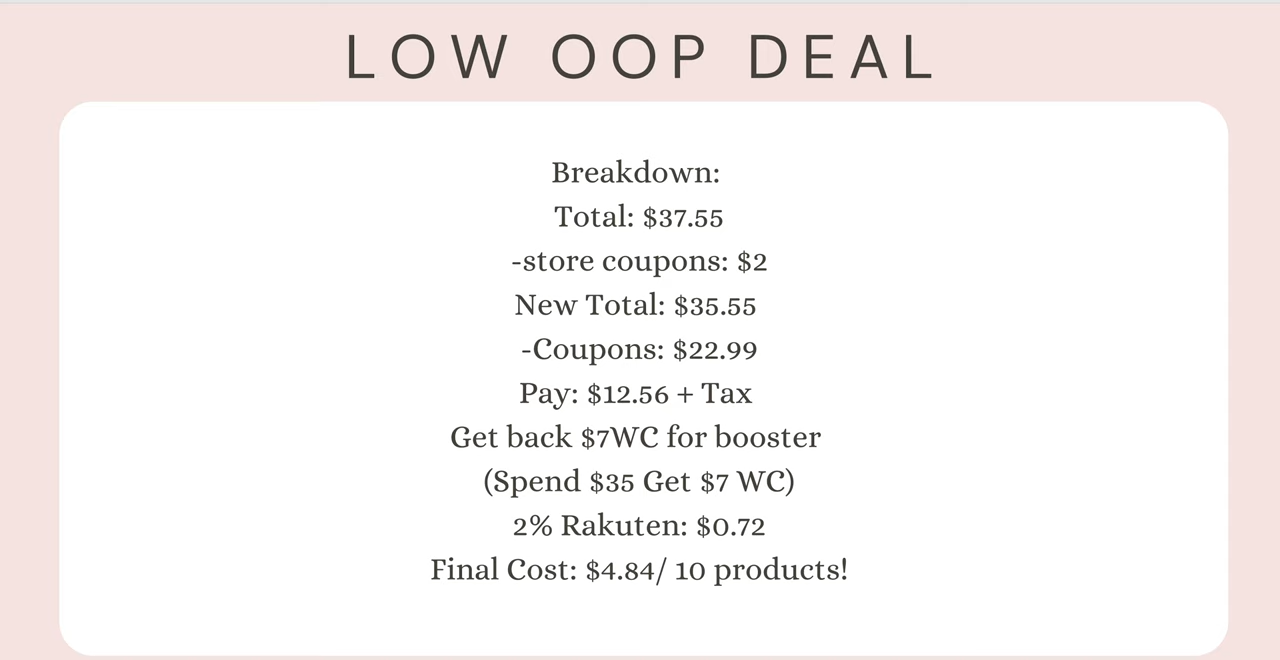 LOW OOP DEAL
Breakdown:
Total: $37.55
-store coupons: $2
New Total: $35.55
-Coupons: $22.99
Pay: $12.56 + Tax
Get back $7WC for booster
(Spend $35 Get $7 WC)
2% Rakuten: $0.72
Final Cost: $4.84/ 10 products!